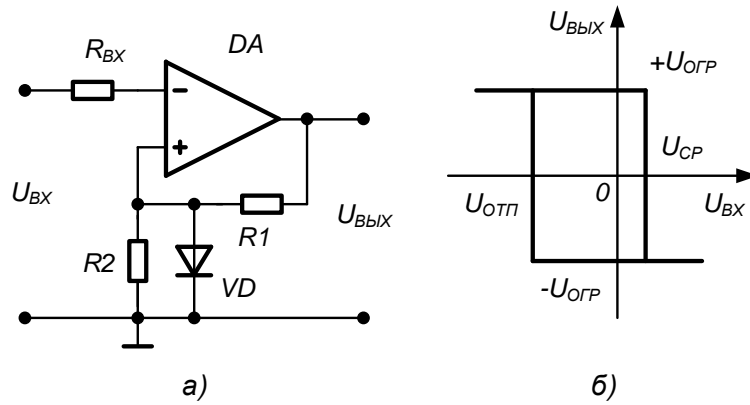 R_ВХ
DA
U_ВХ
R1
U_ВЫХ
R2
VD
а)
U_ВЫХ
+U_ОГР
U_СР
U_ОТП
0
U_ВХ
-U_ОГР
б)